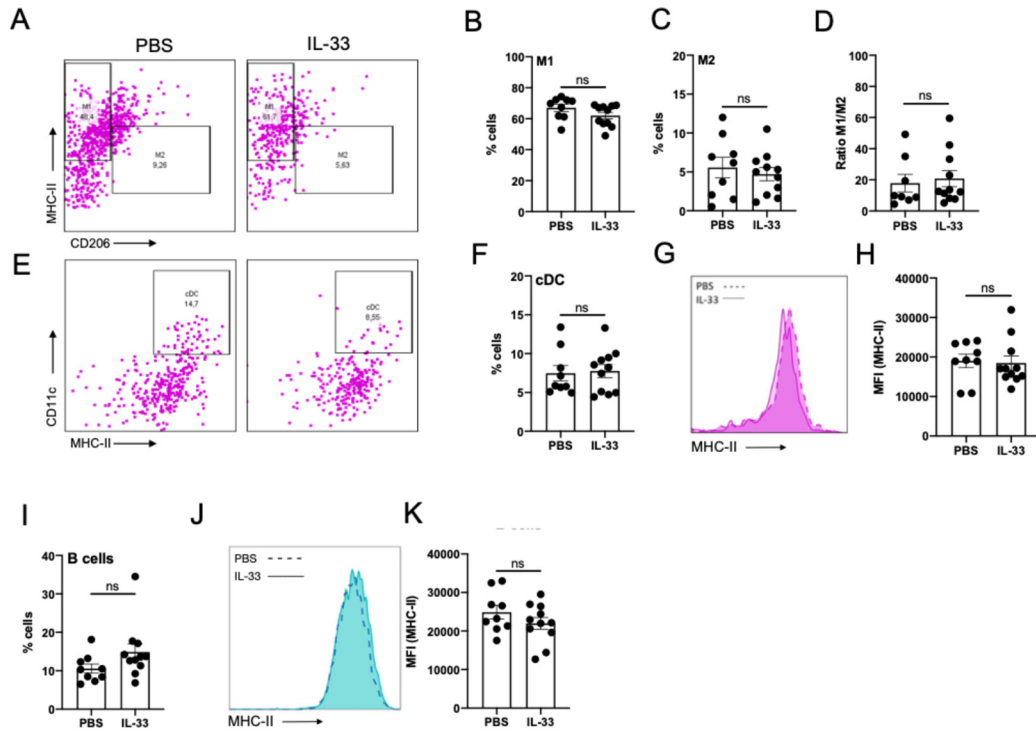 A
PBS
IL-33
M1
48,4
M2
9,26
M1
61,7
M2
5,63
MHC-II
CD206
B
M1
ns
% cells
100
80
60
40
20
0
PBS
IL-33
C
M2
ns
% cells
20
15
10
5
0
PBS
IL-33
D
ns
Ratio M1/M2
100
80
60
40
20
0
PBS
IL-33
E
cDC
14,7
cDC
8,55
CD11c
MHC-II
F
cDC
ns
% cells
20
15
10
5
0
PBS
IL-33
G
PBS
IL-33
MHC-II
H
ns
MFI (MHC-II)
40000
30000
20000
10000
0
PBS
IL-33
I
B cells
ns
% cells
40
30
20
10
0
PBS
IL-33
J
PBS
IL-33
MHC-II
K
ns
MFI (MHC-II)
40000
30000
20000
10000
0
PBS
IL-33